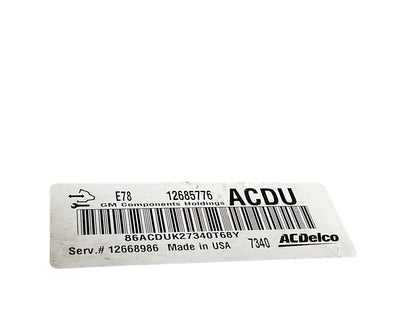 E78 12685776 ACDU
GM Components Holdings
86ACDUK27340T68Y
Serv.# 12668986 Made in USA 7340 ACDelco